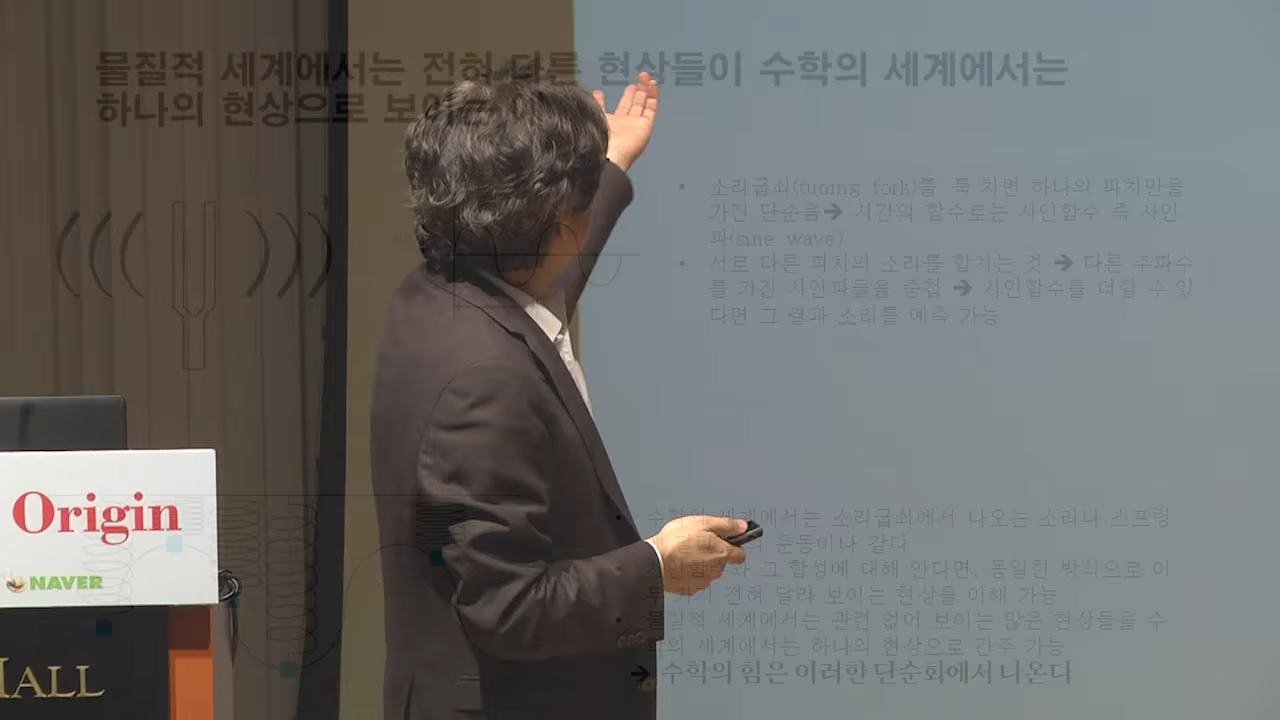 물질적 세계에서는 전혀 다른 현상들이 수학의 세계에서는
하나의 현상으로 보이는
소리굽쇠(tuning fork)를 툭 치면 하나의 피치만을
가진 단순음➔ 시간의 함수로는 사인함수 즉 사인
파(sine wave)
서로 다른 피치의 소리를 합치는 것 ➔ 다른 주파수
를 가진 사인파들을 중첩 ➔ 사인함수를 더할 수 있
다면 그 결과 소리를 예측 가능
수학의 세계에서는 소리굽쇠에서 나오는 소리나 스프링
운동이나 같다
그 합성에 대해 안다면, 동일한 방식으로 이
전혀 달라 보이는 현상을 이해 가능
물질적 세계에서는 관련 없어 보이는 많은 현상들을 수
학의 세계에서는 하나의 현상으로 간주 가능
➔ 수학의 힘은 이러한 단순화에서 나온다
Origin
NAVER
HALL